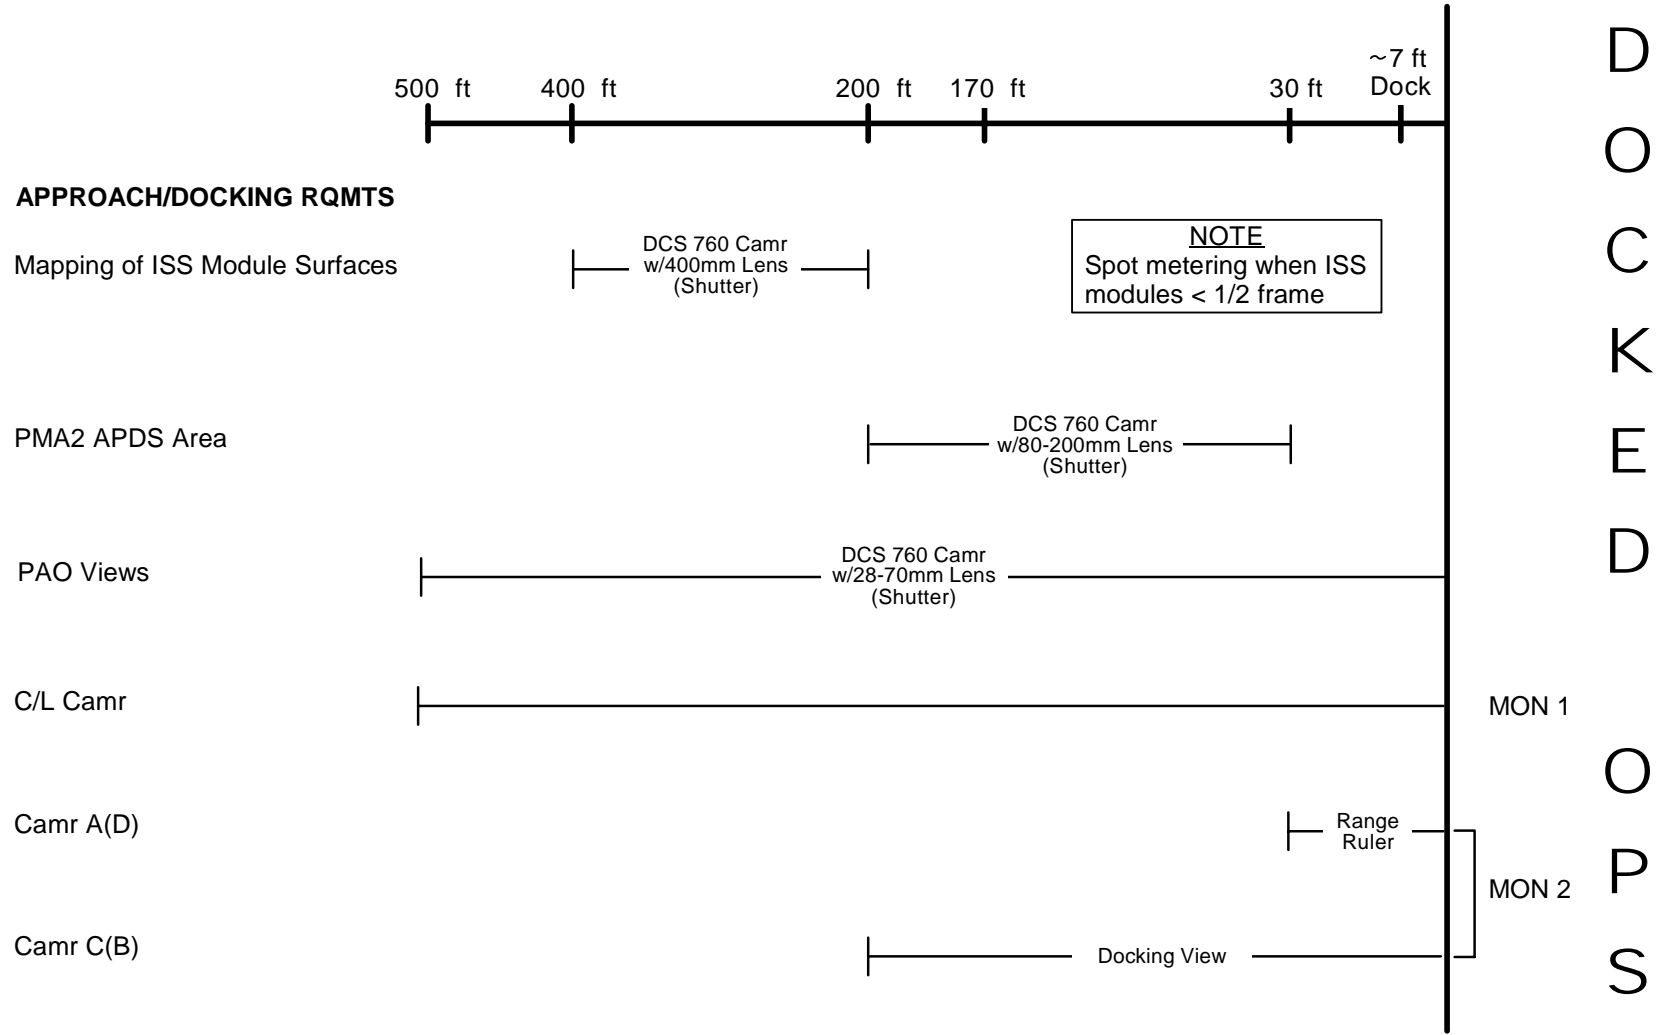 ~7 ft
Dock
500 ft
400 ft
200 ft
170 ft
30 ft
APPROACH/DOCKING RQMTS
Mapping of ISS Module Surfaces
DCS 760 Camr
w/400mm Lens
(Shutter)
NOTE
Spot metering when ISS
modules < 1/2 frame
PMA2 APDS Area
DCS 760 Camr
w/80-200mm Lens
(Shutter)
PAO Views
DCS 760 Camr
w/28-70mm Lens
(Shutter)
C/L Camr
MON 1
Camr A(D)
Range
Ruler
MON 2
Camr C(B)
Docking View
DOCKED OPS